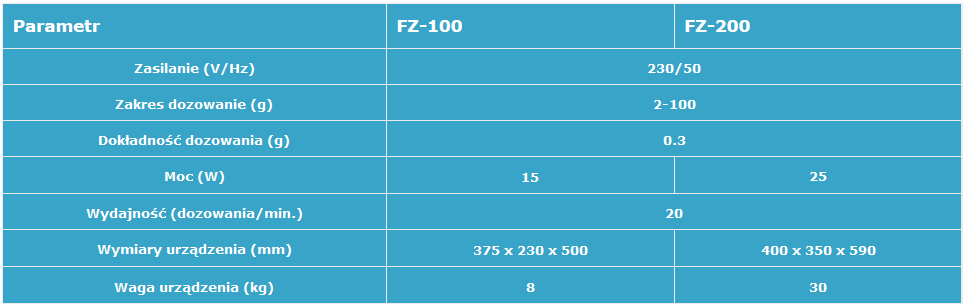 Parametr FZ-100 FZ-200
Zasilanie (V/Hz) 230/50
Zakres dozowanie (g) 2-100
Dokładność dozowania (g) 0.3
Moc (W) 15 25
Wydajność (dozowania/min.) 20
Wymiary urządzenia (mm) 375 x 230 x 500 400 x 350 x 590
Waga urządzenia (kg) 8 30